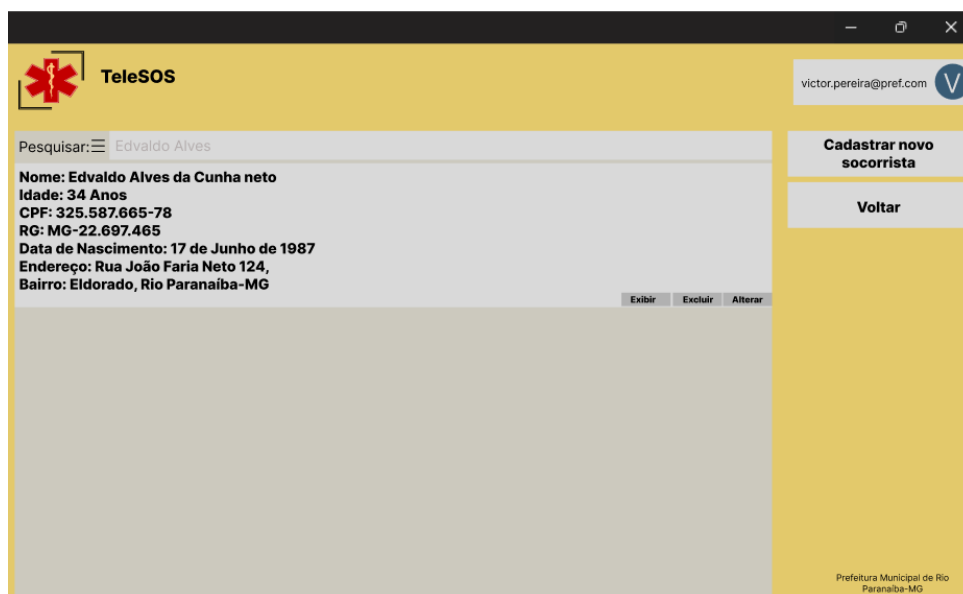 TeleSOS
victor.pereira@pref.com
V
Pesquisar:
Edvaldo Alves
Nome: Edvaldo Alves da Cunha neto
Idade: 34 Anos
CPF: 325.587.665-78
RG: MG-22.697.465
Data de Nascimento: 17 de Junho de 1987
Endereço: Rua João Faria Neto 124,
Bairro: Eldorado, Rio Paranaíba-MG
Exibir
Excluir
Alterar
Cadastrar novo
socorrista
Voltar
Prefeitura Municipal de Rio
Paranaíba-MG